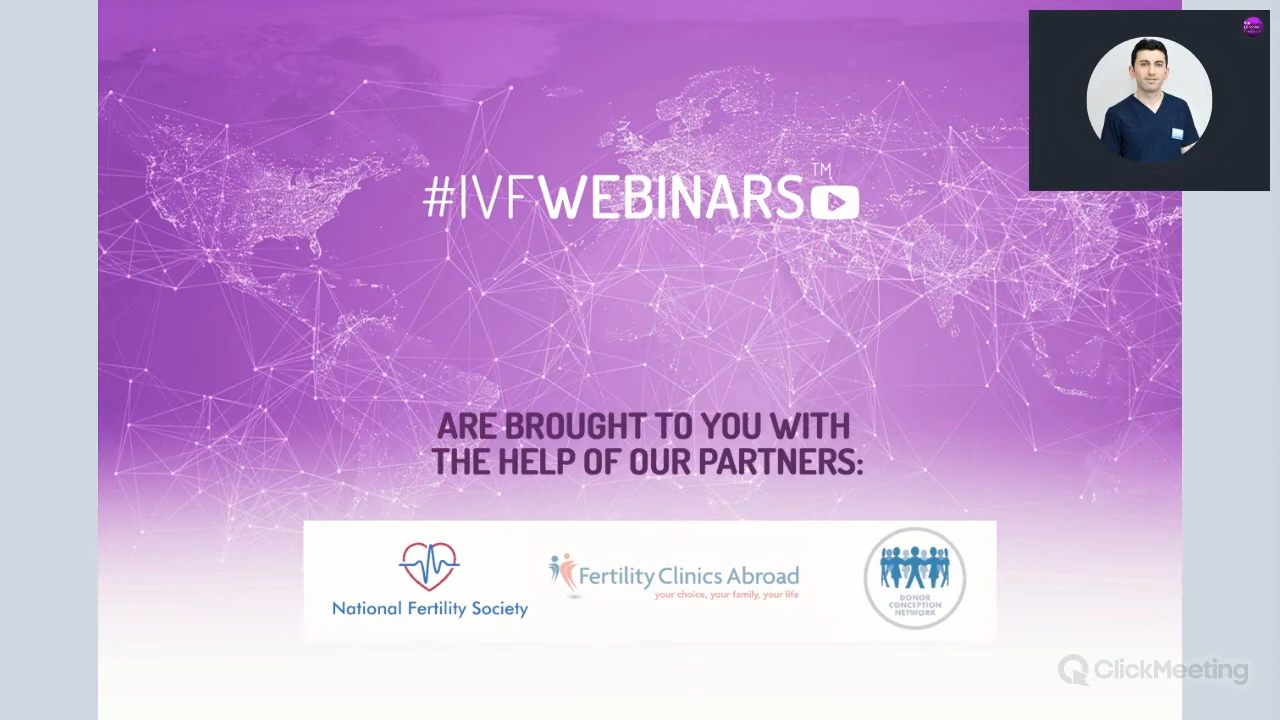 #IVFWEBINARS™
ARE BROUGHT TO YOU WITH
THE HELP OF OUR PARTNERS:
National Fertility Society
Fertility Clinics Abroad
your choice, your family, your life
DONOR
CONCEPTION
NETWORK
ClickMeeting